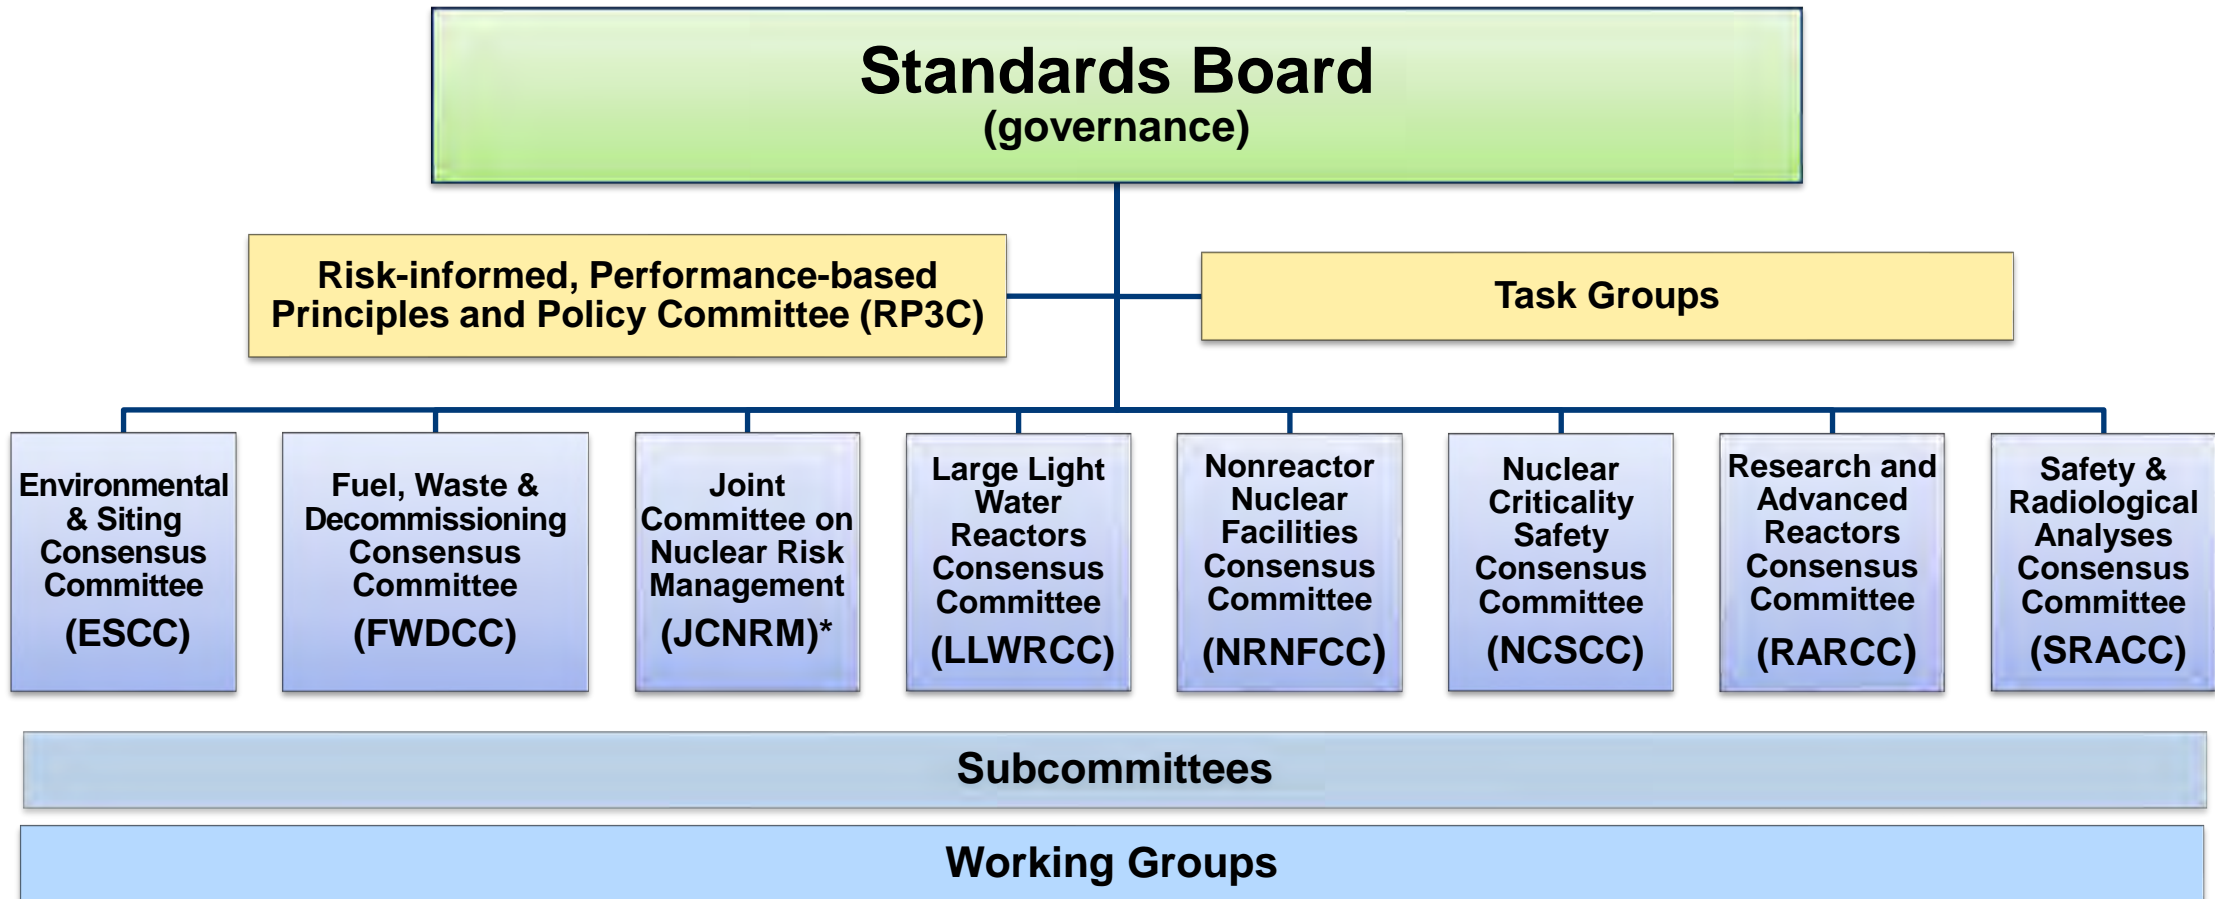 Standards Board
(governance)
Risk-informed, Performance-based
Principles and Policy Committee (RP3C)
Task Groups
Environmental
& Siting
Consensus
Committee
(ESCC)
Fuel, Waste &
Decommissioning
Consensus
Committee
(FWDCC)
Joint
Committee on
Nuclear Risk
Management
(JCNRM)*
Large Light
Water
Reactors
Consensus
Committee
(LLWRCC)
Nonreactor
Nuclear
Facilities
Consensus
Committee
(NRNFCC)
Nuclear
Criticality
Safety
Consensus
Committee
(NCSCC)
Research and
Advanced
Reactors
Consensus
Committee
(RARCC)
Safety &
Radiological
Analyses
Consensus
Committee
(SRACC)
Subcommittees
Working Groups